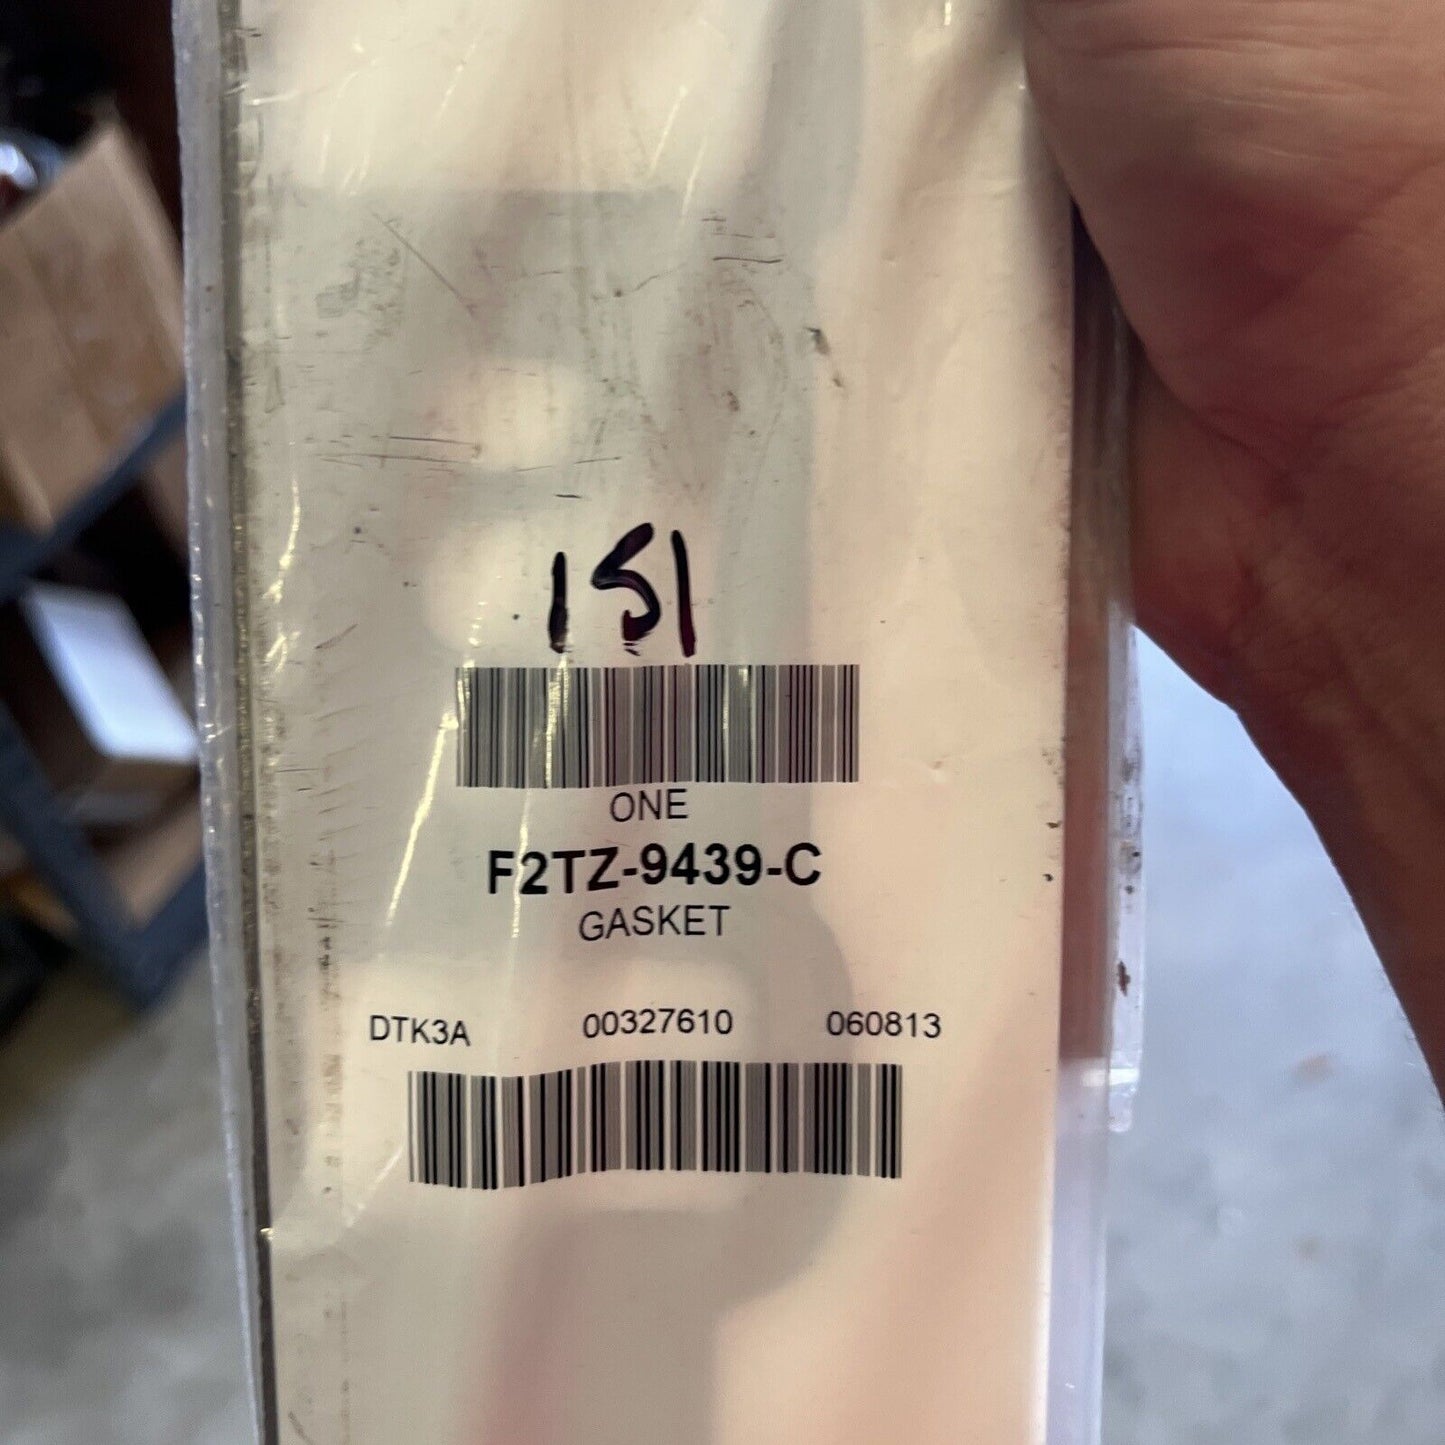 151
ONE
F2TZ-9439-C
GASKET
DTK3A 00327610 060813